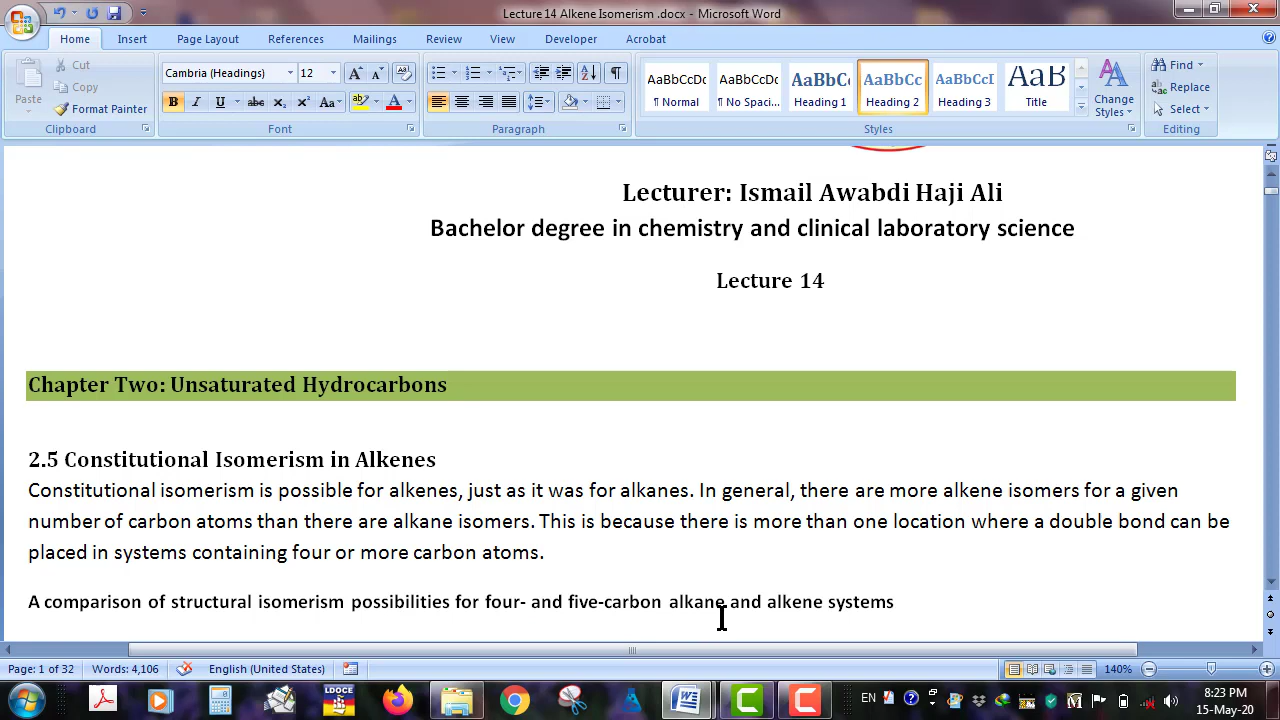 Lecture 14 Alkene Isomerism .docx - Microsoft Word
Home Insert Page Layout References Mailings Review View Developer Acrobat
Paste
Cut
Copy
Format Painter
Clipboard
Cambria (Headings) 12
Font
Paragraph
AaBbCcDc AaBbCcDc AaBbCc AaBbCc AaBbCcI AaB
¶ Normal ¶ No Spaci... Heading 1 Heading 2 Heading 3 Title
Change Styles
Styles
Find
Replace
Select
Editing
Lecturer: Ismail Awabdi Haji Ali
Bachelor degree in chemistry and clinical laboratory science
Lecture 14
Chapter Two: Unsaturated Hydrocarbons
2.5 Constitutional Isomerism in Alkenes
Constitutional isomerism is possible for alkenes, just as it was for alkanes. In general, there are more alkene isomers for a given
number of carbon atoms than there are alkane isomers. This is because there is more than one location where a double bond can be
placed in systems containing four or more carbon atoms.
A comparison of structural isomerism possibilities for four- and five-carbon alkane and alkene systems
Page: 1 of 32 Words: 4,106 English (United States) 140%
LDOCE
EN
8:23 PM
15-May-20